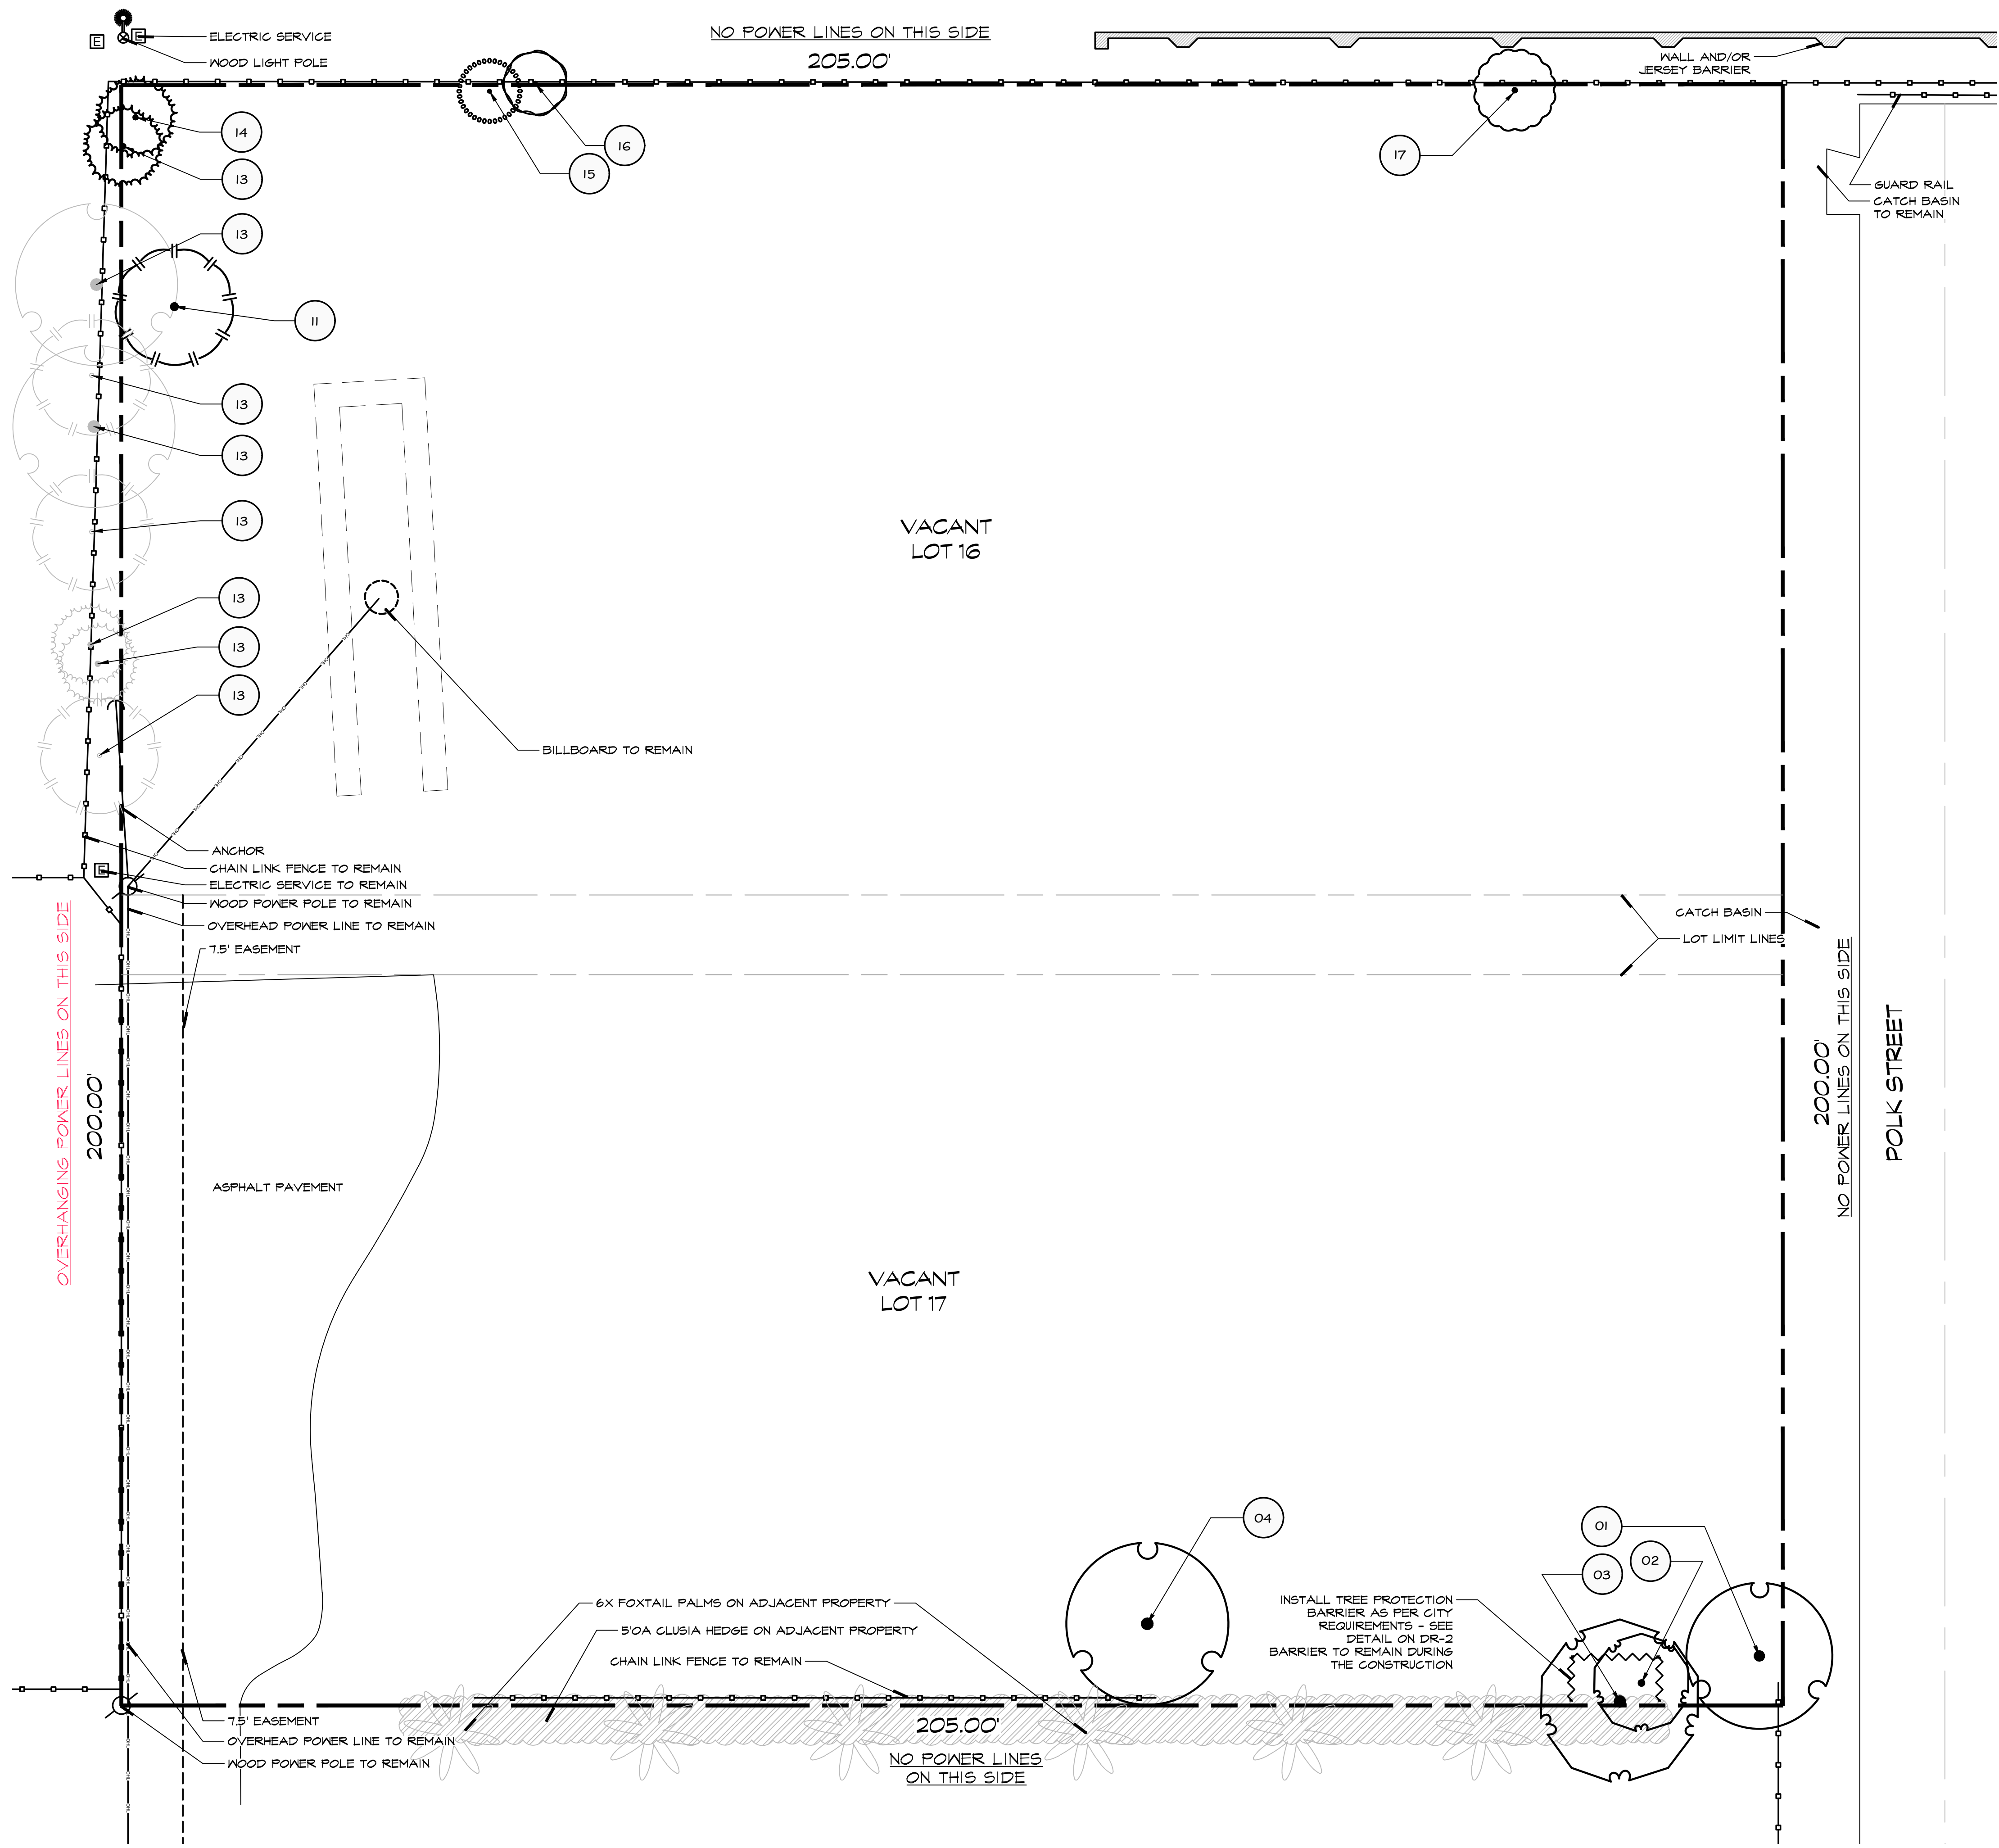 E
E
ELECTRIC SERVICE
WOOD LIGHT POLE
NO POWER LINES ON THIS SIDE
205.00'
WALL AND/OR
JERSEY BARRIER
14
13
13
11
13
13
13
13
13
13
16
15
17
GUARD RAIL
CATCH BASIN
TO REMAIN
VACANT
LOT 16
BILLBOARD TO REMAIN
ANCHOR
CHAIN LINK FENCE TO REMAIN
E
ELECTRIC SERVICE TO REMAIN
WOOD POWER POLE TO REMAIN
OVERHEAD POWER LINE TO REMAIN
7.5' EASEMENT
CATCH BASIN
LOT LIMIT LINES
OVERHANGING POWER LINES ON THIS SIDE
200.00'
200.00'
NO POWER LINES ON THIS SIDE
POLK STREET
ASPHALT PAVEMENT
VACANT
LOT 17
04
01
02
03
6X FOXTAIL PALMS ON ADJACENT PROPERTY
5'OA CLUSIA HEDGE ON ADJACENT PROPERTY
CHAIN LINK FENCE TO REMAIN
INSTALL TREE PROTECTION
BARRIER AS PER CITY
REQUIREMENTS - SEE
DETAIL ON DR-2
BARRIER TO REMAIN DURING
THE CONSTRUCTION
7.5' EASEMENT
OVERHEAD POWER LINE TO REMAIN
WOOD POWER POLE TO REMAIN
205.00'
NO POWER LINES
ON THIS SIDE